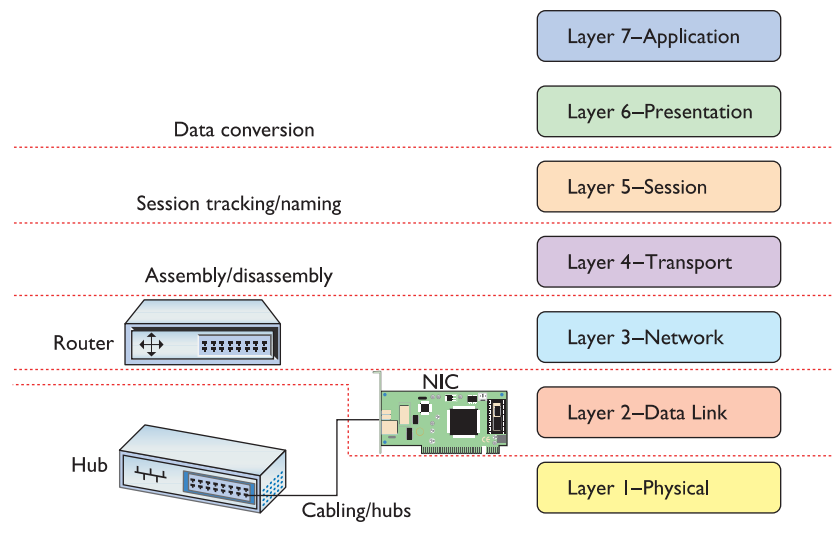 Layer 7–Application
Layer 6–Presentation
Data conversion
Layer 5–Session
Session tracking/naming
Layer 4–Transport
Assembly/disassembly
Router
Layer 3–Network
NIC
Layer 2–Data Link
Hub
Layer 1–Physical
Cabling/hubs